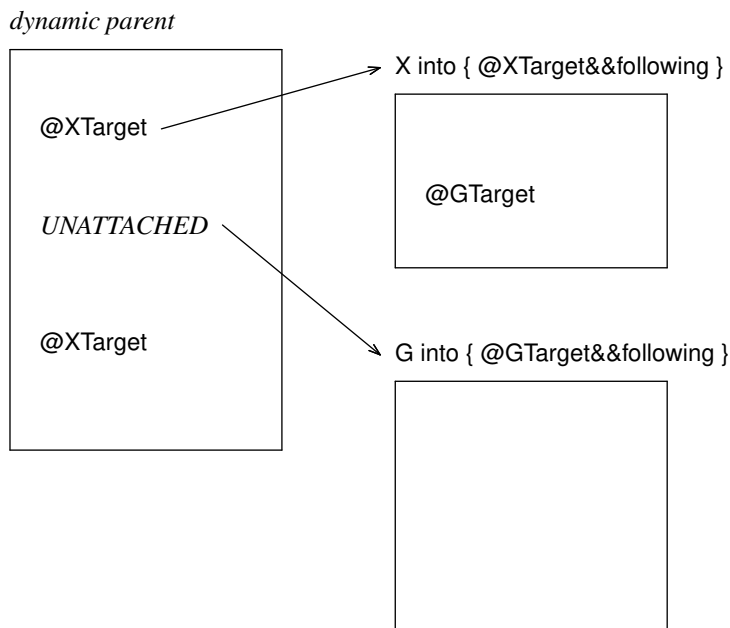 dynamic parent
@XTarget
UNATTACHED
@XTarget
X into { @XTarget&&following }
@GTarget
G into { @GTarget&&following }